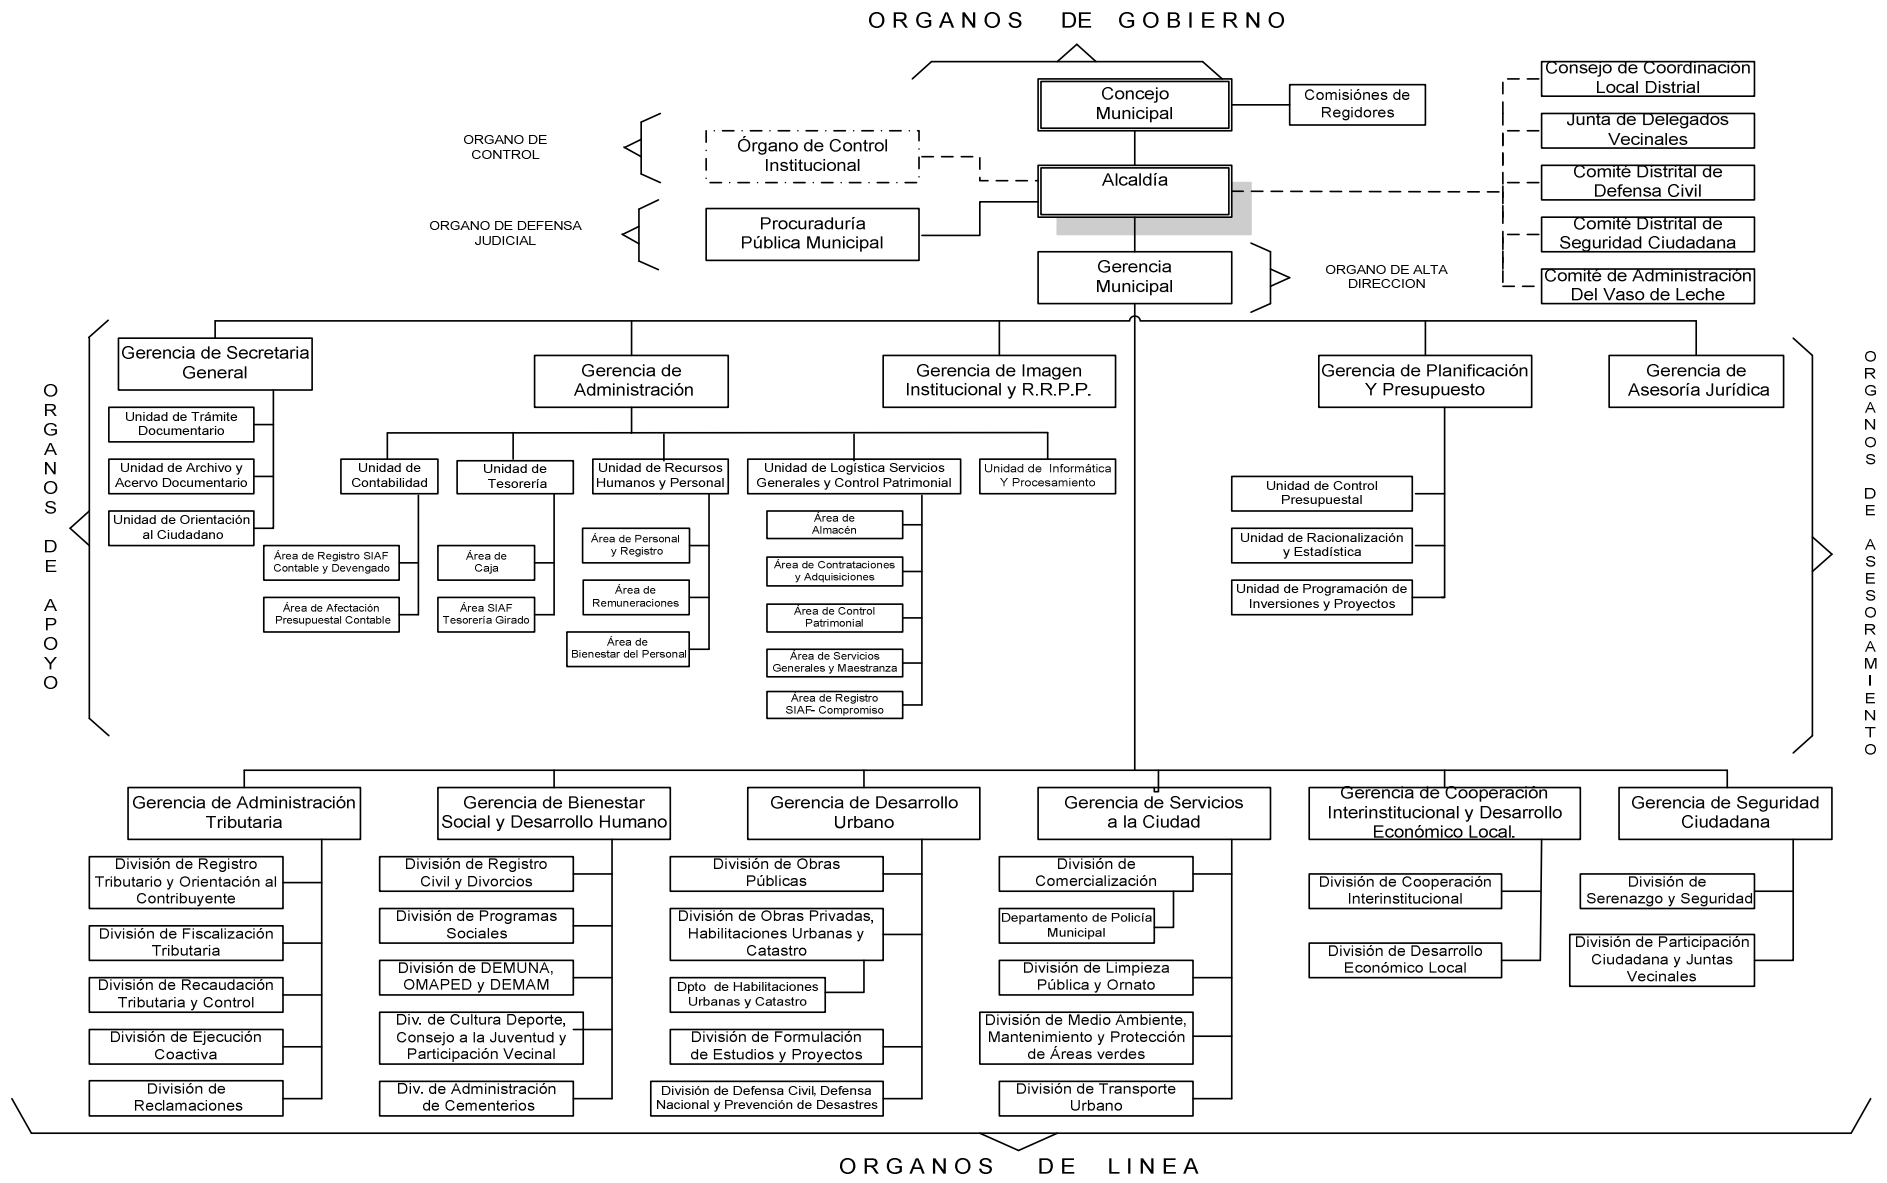 ORGANOS DE GOBIERNO
Concejo
Municipal
Comisiónes de
Regidores
Consejo de Coordinación
Local Distrial
Junta de Delegados
Vecinales
Comité Distrital de
Defensa Civil
Comité Distrital de
Seguridad Ciudadana
Comité de Administración
Del Vaso de Leche
ORGANO DE
CONTROL
Órgano de Control
Institucional
Alcaldía
ORGANO DE DEFENSA
JUDICIAL
Procuraduría
Pública Municipal
Gerencia
Municipal
ORGANO DE ALTA
DIRECCION
ORGANOS DE APOYO
Gerencia de Secretaria
General
Gerencia de
Administración
Gerencia de Imagen
Institucional y R.R.P.P.
Gerencia de Planificación
Y Presupuesto
Gerencia de
Asesoría Jurídica
ORGANOS DE ASESORAMIENTO
Unidad de Trámite
Documentario
Unidad de Archivo y
Acervo Documentario
Unidad de Orientación
al Ciudadano
Unidad de
Contabilidad
Unidad de
Tesorería
Unidad de Recursos
Humanos y Personal
Unidad de Logística Servicios
Generales y Control Patrimonial
Unidad de Informática
Y Procesamiento
Área de Registro SIAF
Contable y Devengado
Área de Afectación
Presupuestal Contable
Área de
Caja
Área SIAF
Tesorería Girado
Área de Personal
y Registro
Área de
Remuneraciones
Área de
Bienestar del Personal
Área de
Almacén
Área de Contrataciones
y Adquisiciones
Área de Control
Patrimonial
Área de Servicios
Generales y Maestranza
Área de Registro
SIAF- Compromiso
Unidad de Control
Presupuestal
Unidad de Racionalización
y Estadística
Unidad de Programación de
Inversiones y Proyectos
Gerencia de Administración
Tributaria
División de Registro
Tributario y Orientación al
Contribuyente
División de Fiscalización
Tributaria
División de Recaudación
Tributaria y Control
División de Ejecución
Coactiva
División de
Reclamaciones
Gerencia de Bienestar
Social y Desarrollo Humano
División de Registro
Civil y Divorcios
División de Programas
Sociales
División de DEMUNA,
OMAPED y DEMAM
Div. de Cultura Deporte,
Consejo a la Juventud y
Participación Vecinal
Div. de Administración
de Cementerios
Gerencia de Desarrollo
Urbano
División de Obras
Públicas
División de Obras Privadas,
Habilitaciones Urbanas y
Catastro
Dpto de Habilitaciones
Urbanas y Catastro
División de Formulación
de Estudios y Proyectos
División de Defensa Civil, Defensa
Nacional y Prevención de Desastres
Gerencia de Servicios
a la Ciudad
División de
Comercialización
Departamento de Policía
Municipal
División de Limpieza
Pública y Ornato
División de Medio Ambiente,
Mantenimiento y Protección
de Áreas verdes
División de Transporte
Urbano
Gerencia de Cooperación
Interinstitucional y Desarrollo
Económico Local.
División de Cooperación
Interinstitucional
División de Desarrollo
Económico Local
Gerencia de Seguridad
Ciudadana
División de
Serenazgo y Seguridad
División de Participación
Ciudadana y Juntas
Vecinales
ORGANOS DE LINEA